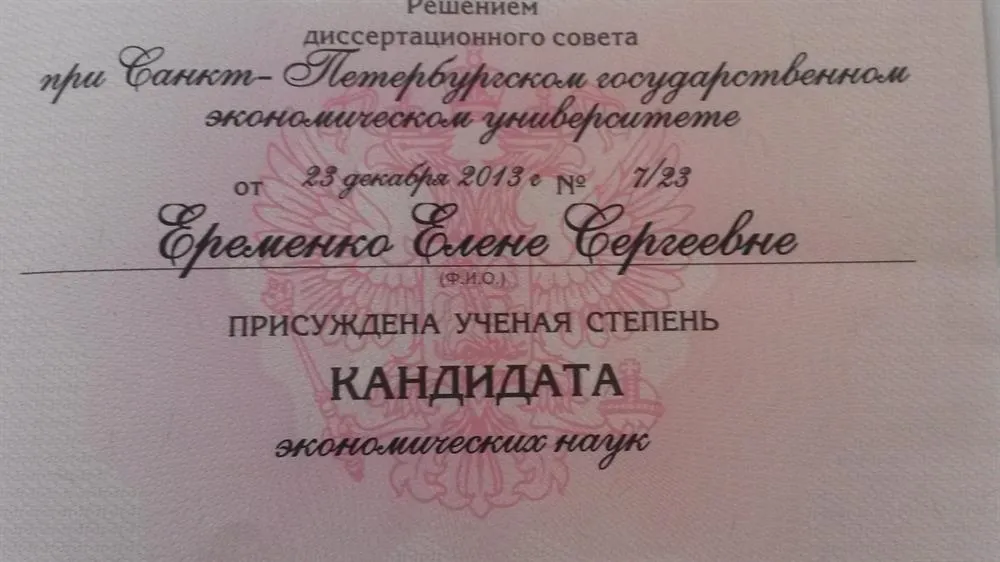 Решением
диссертационного совета
при Санкт-Петербургском государственном
экономическом университете
от 23 декабря 2013 г № 7/23
Еременко Елене Сергеевне
(Ф.И.О.)
ПРИСУЖДЕНА УЧЕНАЯ СТЕПЕНЬ
КАНДИДАТА
экономических наук